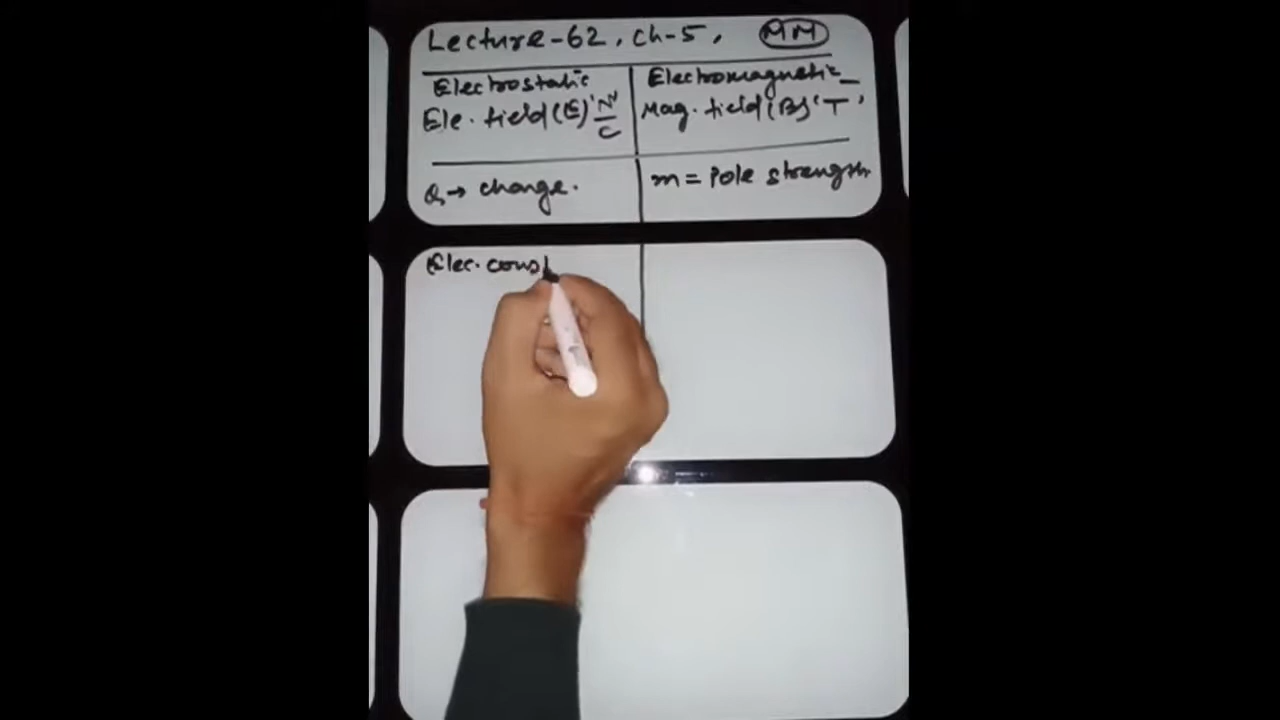 Lecture-62, ch-5, MM
Electrostatic
Ele. field (E) 'N/C'
Electromagnetic
Mag. field (B) 'T'
Q → charge.
m = Pole strength
Elec. const